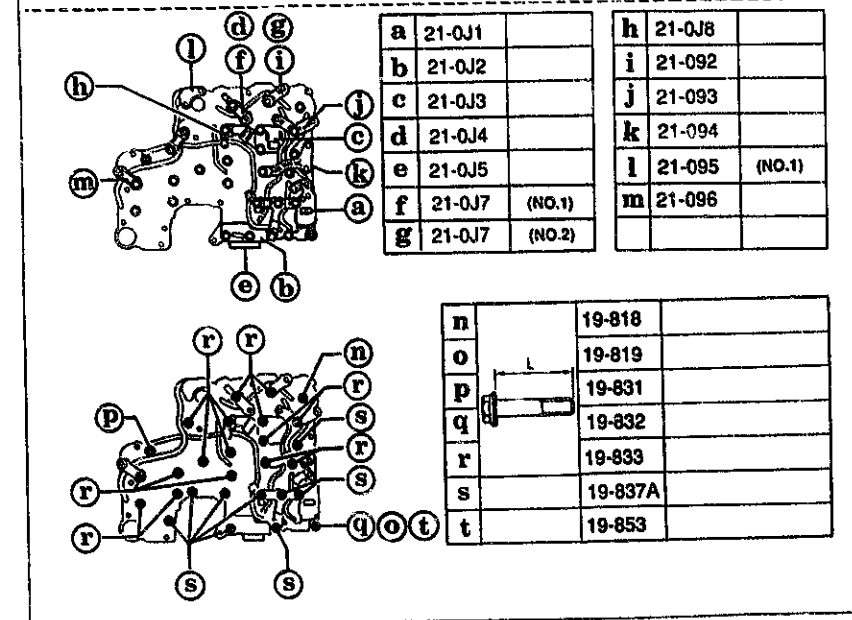 d g
l f i
h
j
c
m k
a
e b
a 21-0J1
b 21-0J2
c 21-0J3
d 21-0J4
e 21-0J5
f 21-0J7 (NO.1)
g 21-0J7 (NO.2)
h 21-0J8
i 21-092
j 21-093
k 21-094
l 21-095 (NO.1)
m 21-096
r r n
r
p s
r
r s
r q o t
s s
n 19-818
o 19-819
p 19-831
q 19-832
r 19-833
s 19-837A
t 19-853
L